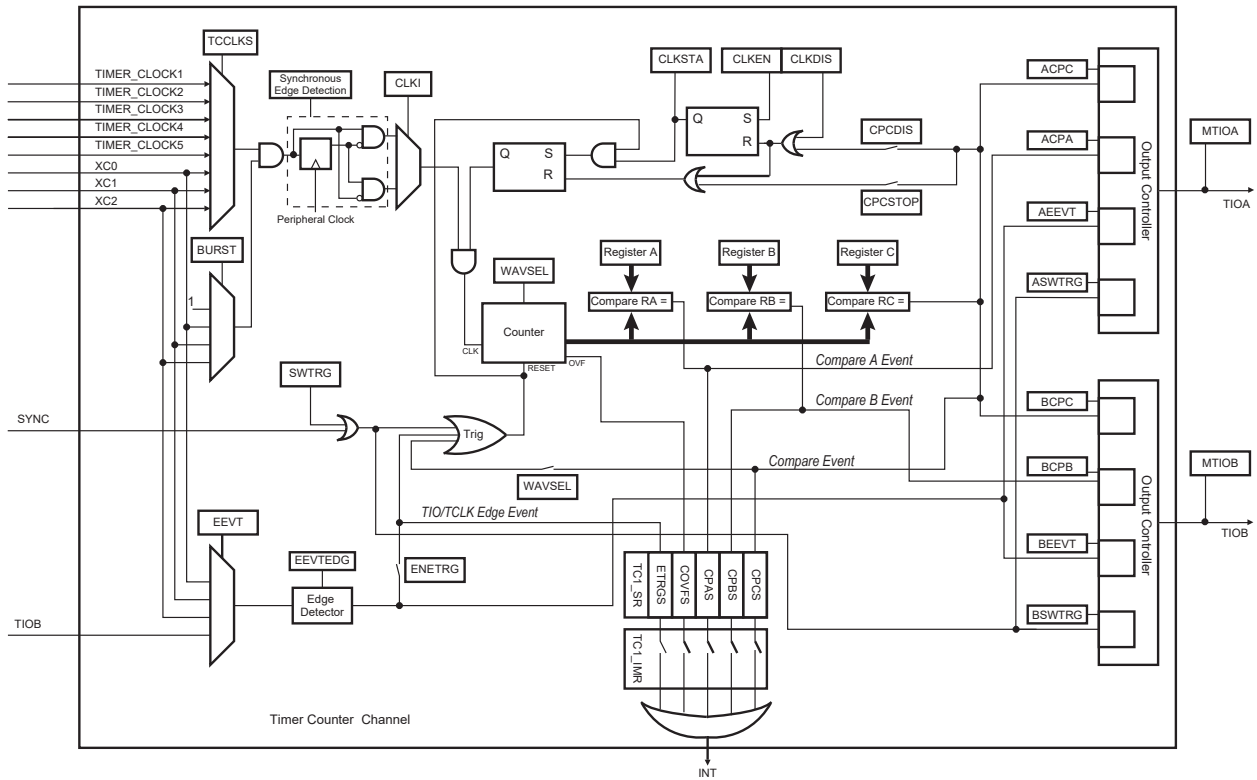 TCCLKS
TIMER_CLOCK1
TIMER_CLOCK2
TIMER_CLOCK3
TIMER_CLOCK4
TIMER_CLOCK5
XC0
XC1
XC2
Synchronous
Edge Detection
CLKI
Peripheral Clock
CLKSTA
CLKEN
CLKDIS
Q
S
R
Q
S
R
CPCDIS
CPCSTOP
ACPC
ACPA
AEEVT
ASWTRG
Output Controller
MTIOA
TIOA
BURST
1
Register A
Register B
Register C
Compare RA =
Compare RB =
Compare RC =
WAVSEL
Counter
CLK
RESET
OVF
SWTRG
SYNC
Trig
Compare A Event
Compare B Event
Compare Event
WAVSEL
TIO/TCLK Edge Event
BCPC
BCPB
BEEVT
BSWTRG
Output Controller
MTIOB
TIOB
EEVT
EEVTEDG
Edge
Detector
ENETRG
TIOB
TC1_SR
ETRGS
COVFS
CPAS
CPBS
CPCS
TC1_IMR
Timer Counter Channel
INT